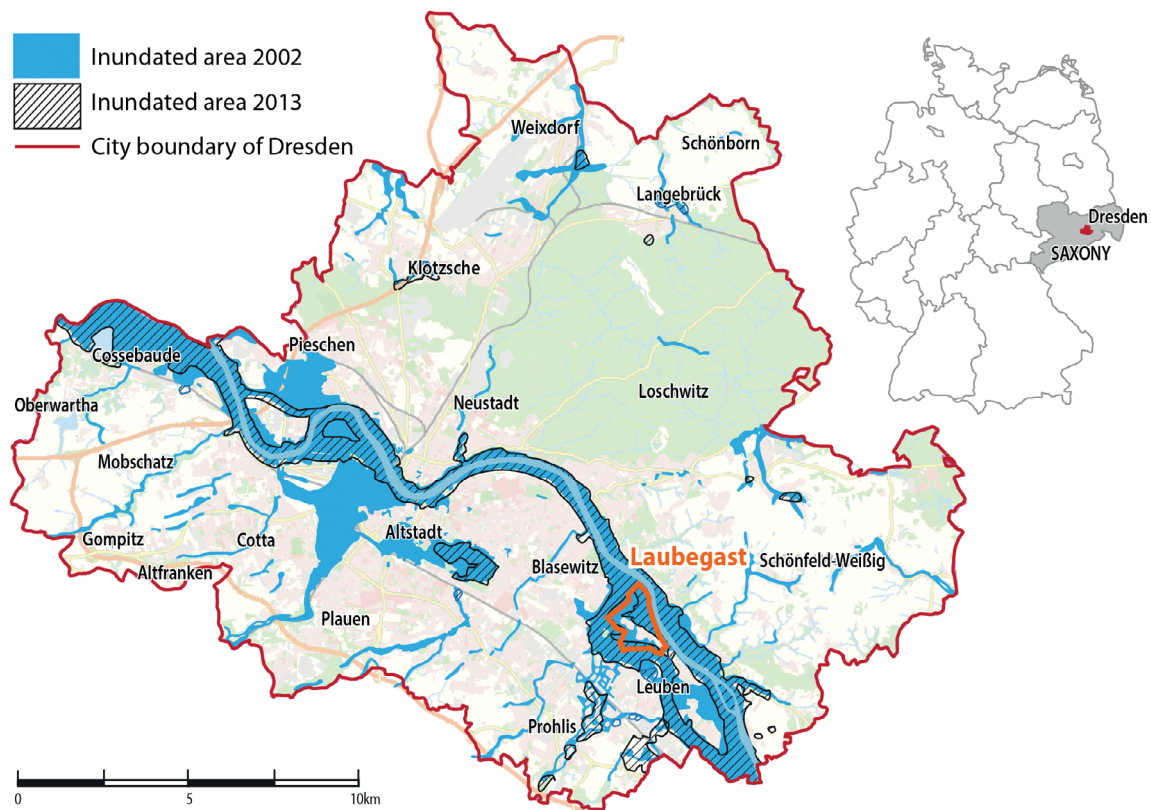 Inundated area 2002
Inundated area 2013
City boundary of Dresden
Weixdorf
Schönborn
Langebrück
Klotzsche
Dresden
SAXONY
Cossebaude
Pieschen
Oberwartha
Neustadt
Loschwitz
Mobschatz
Gompitz
Cotta
Altstadt
Altfranken
Blasewitz
Laubegast
Schönfeld-Weißig
Plauen
Leuben
Prohlis
0 5 10km